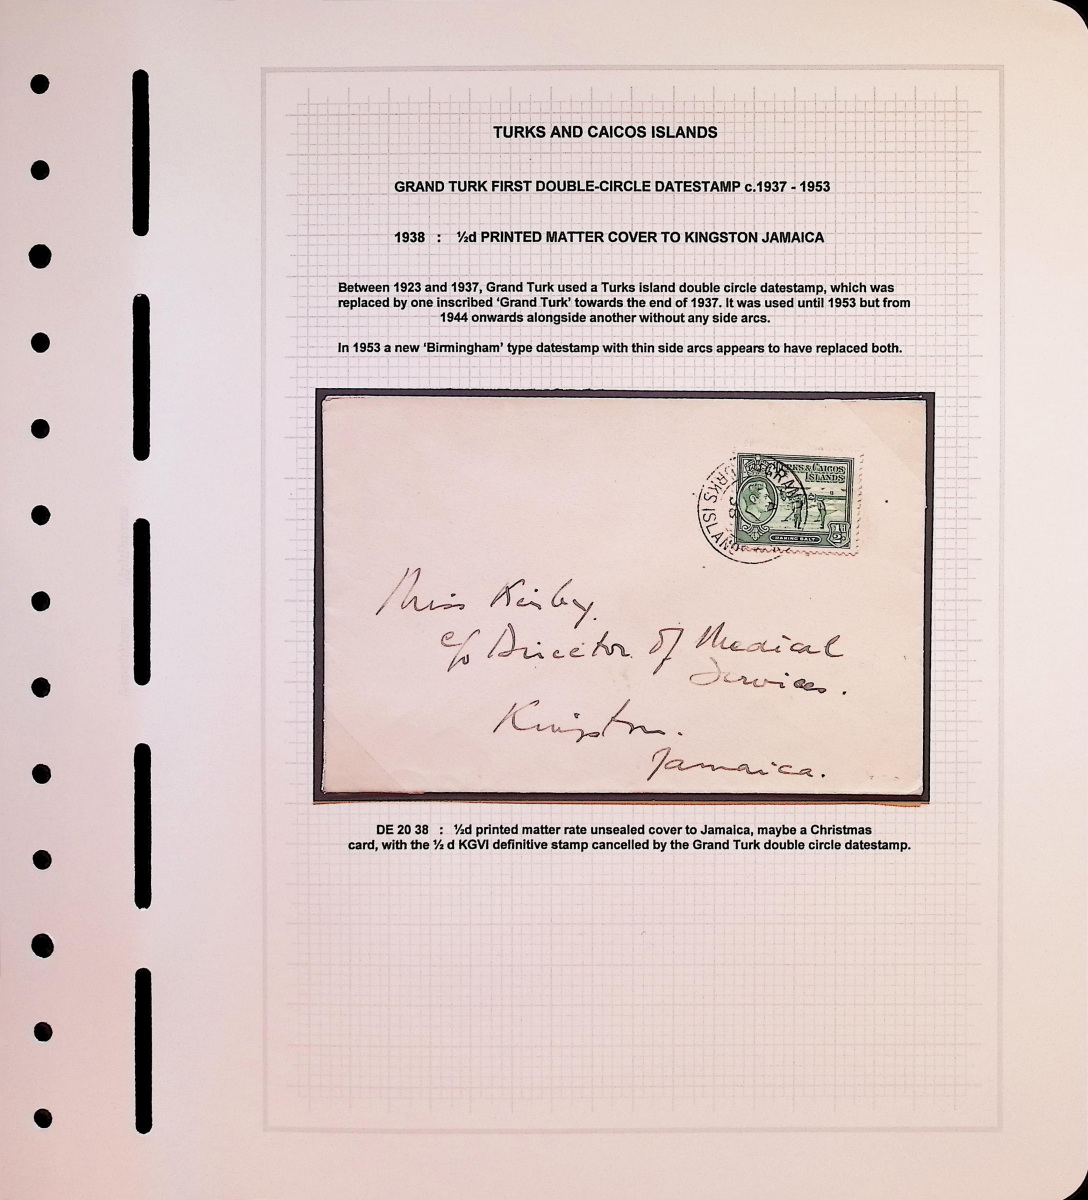 TURKS AND CAICOS ISLANDS
GRAND TURK FIRST DOUBLE-CIRCLE DATESTAMP c.1937 - 1953
1938 : ½d PRINTED MATTER COVER TO KINGSTON JAMAICA
Between 1923 and 1937, Grand Turk used a Turks island double circle datestamp, which was
replaced by one inscribed ‘Grand Turk’ towards the end of 1937. It was used until 1953 but from
1944 onwards alongside another without any side arcs.
In 1953 a new ‘Birmingham’ type datestamp with thin side arcs appears to have replaced both.
TURKS & CAICOS
ISLANDS
RAKING SALT
½d
GRAND
TURKS ISLAND
38
Miss Kirby.
c/o Director of Medical
Services.
Kingston.
Jamaica.
DE 20 38 : ½d printed matter rate unsealed cover to Jamaica, maybe a Christmas
card, with the ½ d KGVI definitive stamp cancelled by the Grand Turk double circle datestamp.